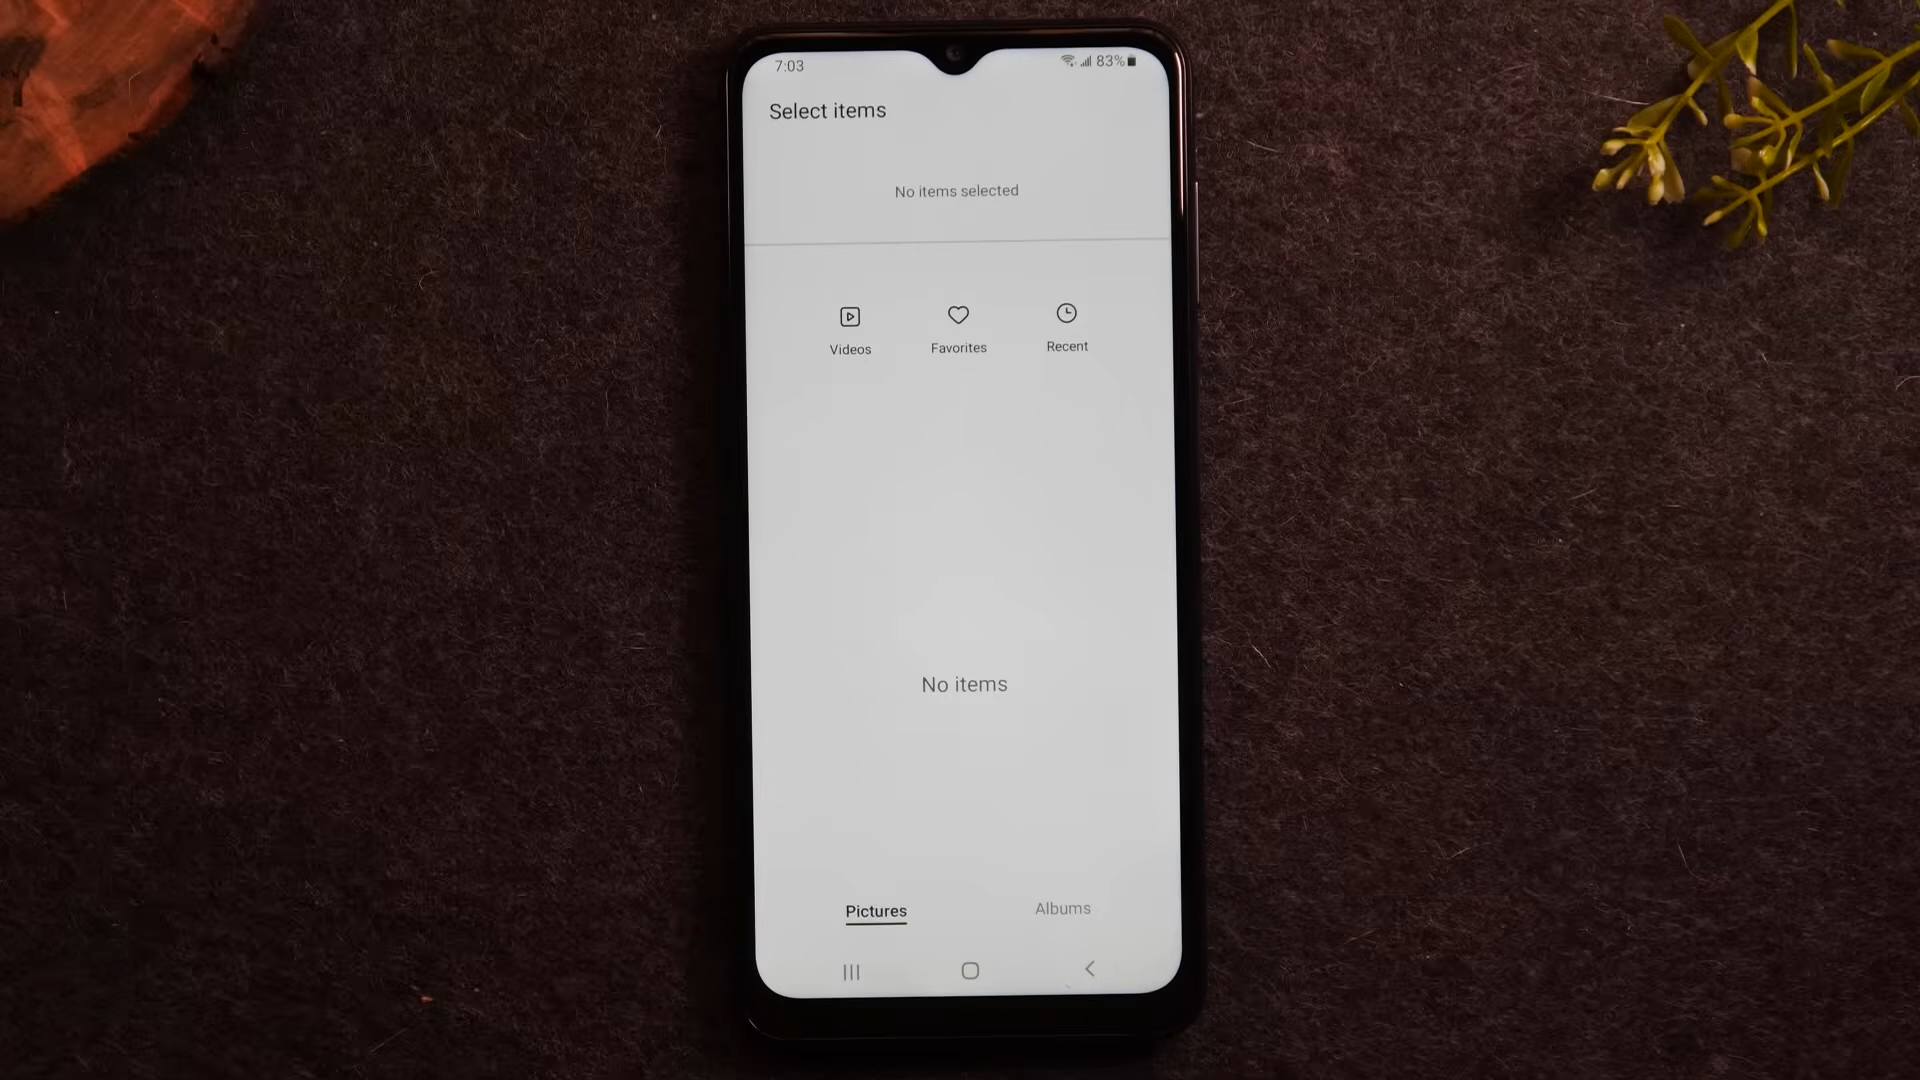 7:03 83%
Select items
No items selected
Videos Favorites Recent
No items
Pictures Albums